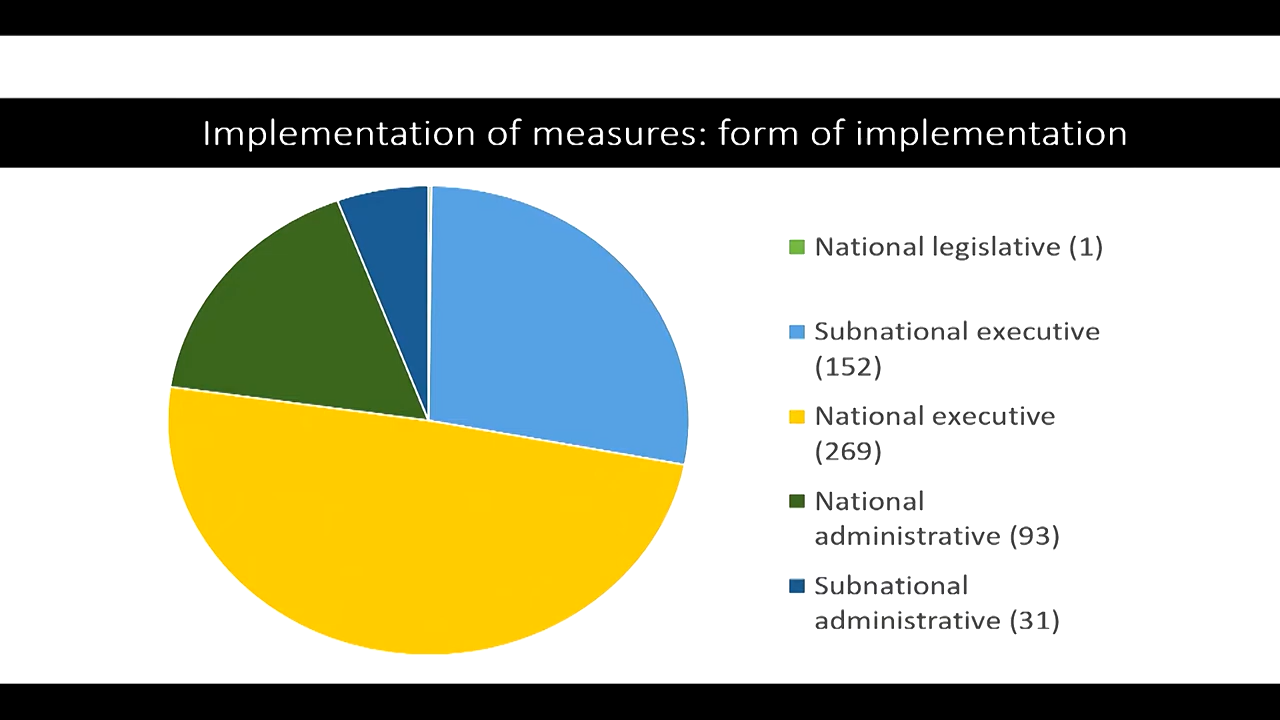 Implementation of measures: form of implementation
National legislative (1)
Subnational executive
(152)
National executive
(269)
National
administrative (93)
Subnational
administrative (31)